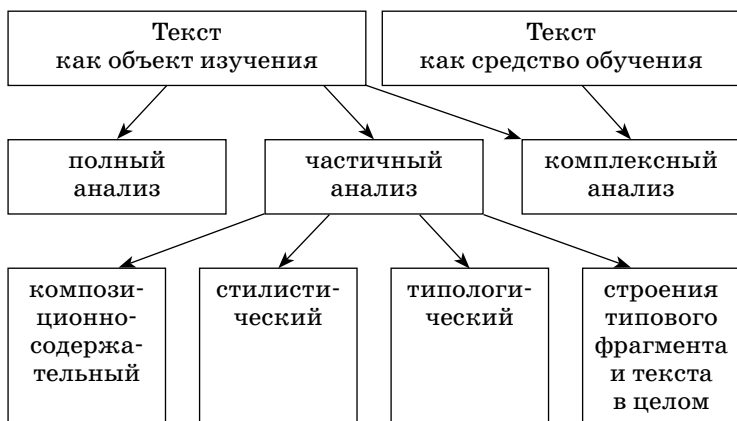 Текст
как объект изучения
Текст
как средство обучения
полный
анализ
частичный
анализ
комплексный
анализ
компози-
ционно-
содержа-
тельный
стилисти-
ческий
типологи-
ческий
строения
типового
фрагмента
и текста
в целом